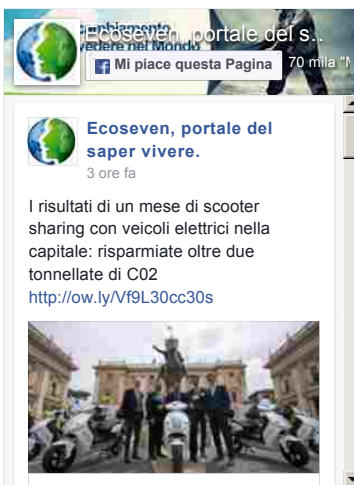 Ecoseven, portale del s..
Mi piace questa Pagina
70 mila "M
Ecoseven, portale del
saper vivere.
3 ore fa
I risultati di un mese di scooter
sharing con veicoli elettrici nella
capitale: risparmiate oltre due
tonnellate di C02
http://ow.ly/Vf9L30cc30s